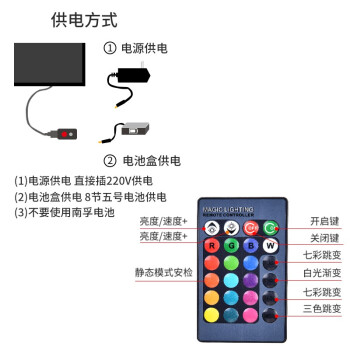 供电方式
① 电源供电
② 电池盒供电
(1)电源供电 直接插220V供电
(2)电池盒供电 8节五号电池供电
(3)不要使用南孚电池
MAGIC LIGHTING
REMOTE CONTROLLER
亮度/速度+
亮度/速度+
静态模式安检
R
G
B
W
开启键
关闭键
七彩跳变
白光渐变
七彩跳变
三色跳变